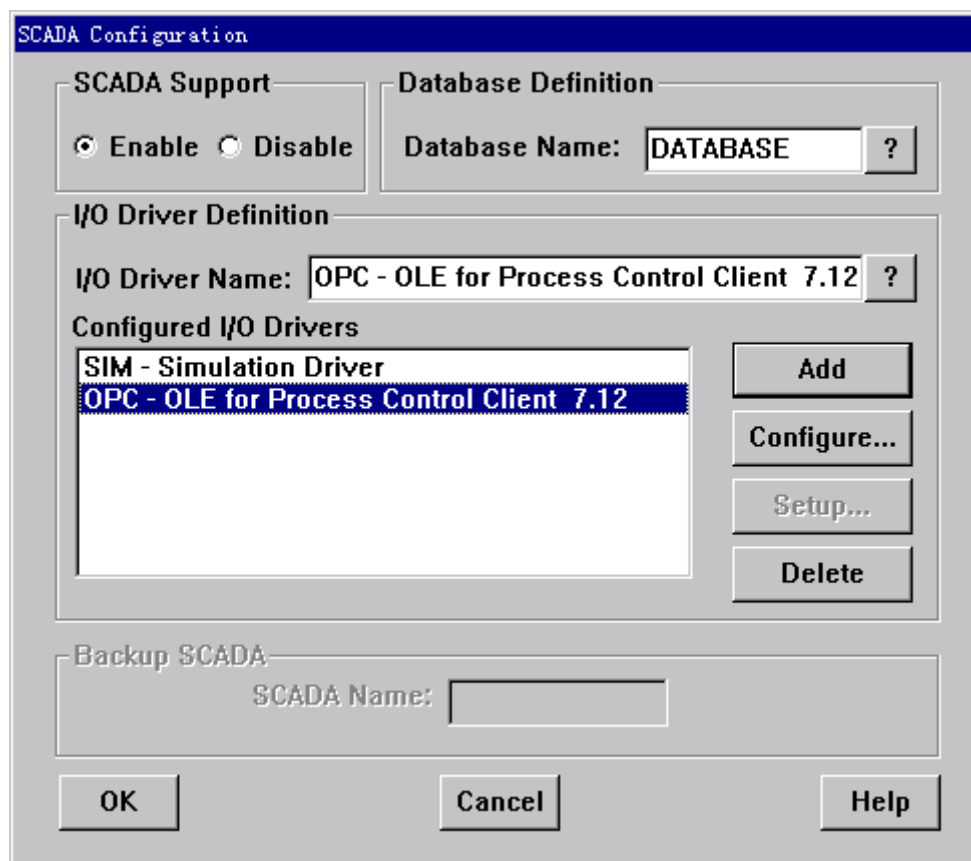 SCADA Configuration
SCADA Support
Enable Disable
Database Definition
Database Name: DATABASE ?
I/O Driver Definition
I/O Driver Name: OPC - OLE for Process Control Client 7.12 ?
Configured I/O Drivers
SIM - Simulation Driver
OPC - OLE for Process Control Client 7.12
Add
Configure...
Setup...
Delete
Backup SCADA
SCADA Name:
OK Cancel Help